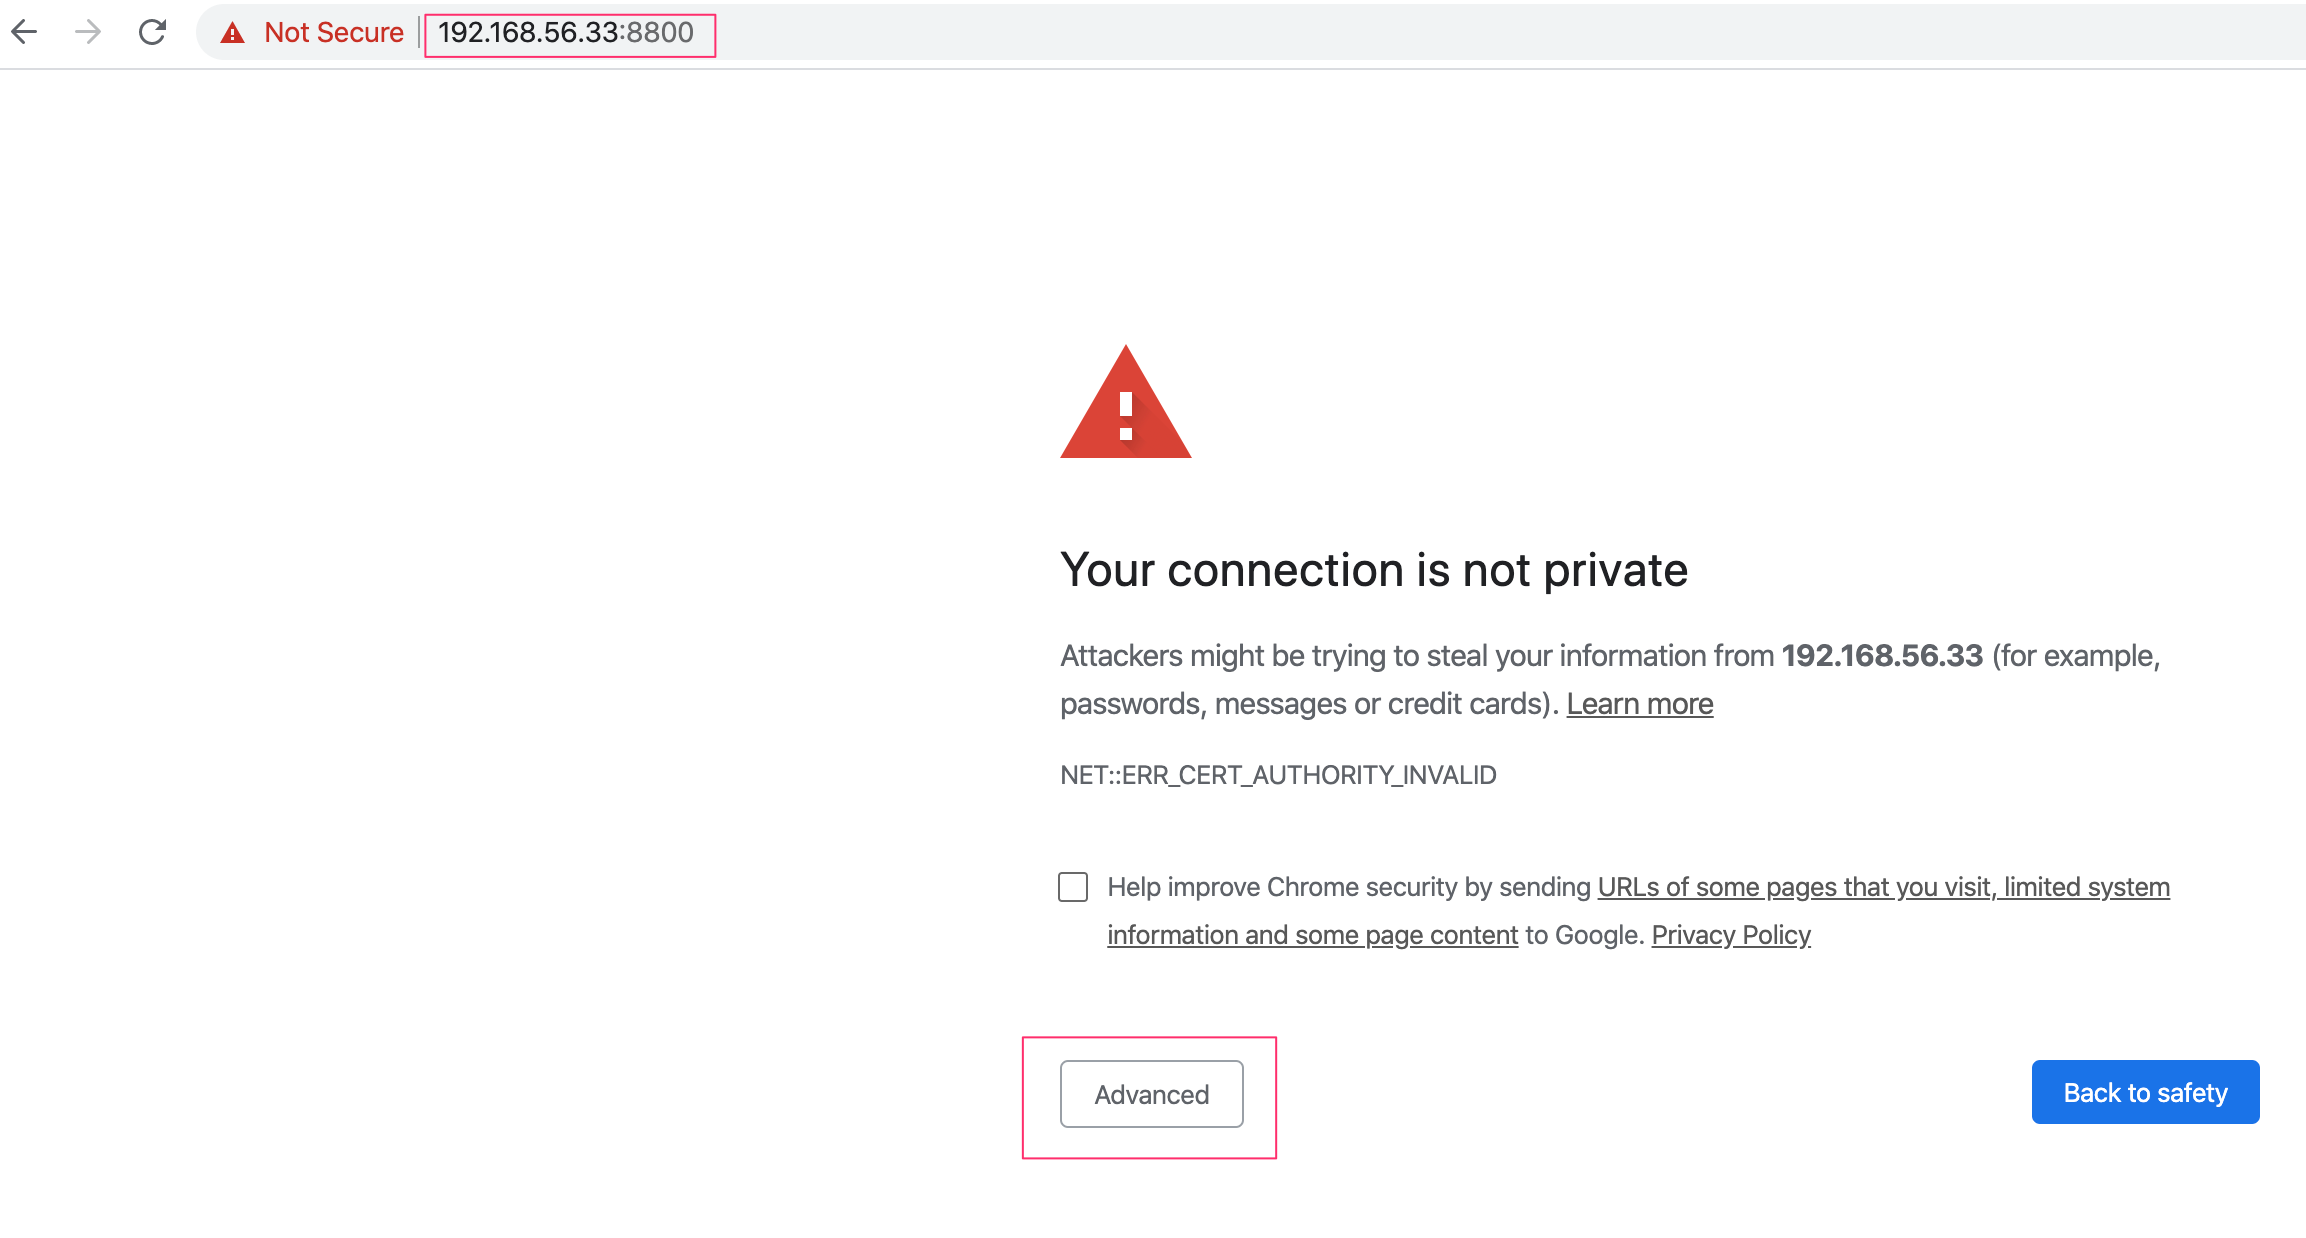 Not Secure 192.168.56.33:8800
Your connection is not private
Attackers might be trying to steal your information from 192.168.56.33 (for example,
passwords, messages or credit cards). Learn more
NET::ERR_CERT_AUTHORITY_INVALID
Help improve Chrome security by sending URLs of some pages that you visit, limited system
information and some page content to Google. Privacy Policy
Advanced
Back to safety